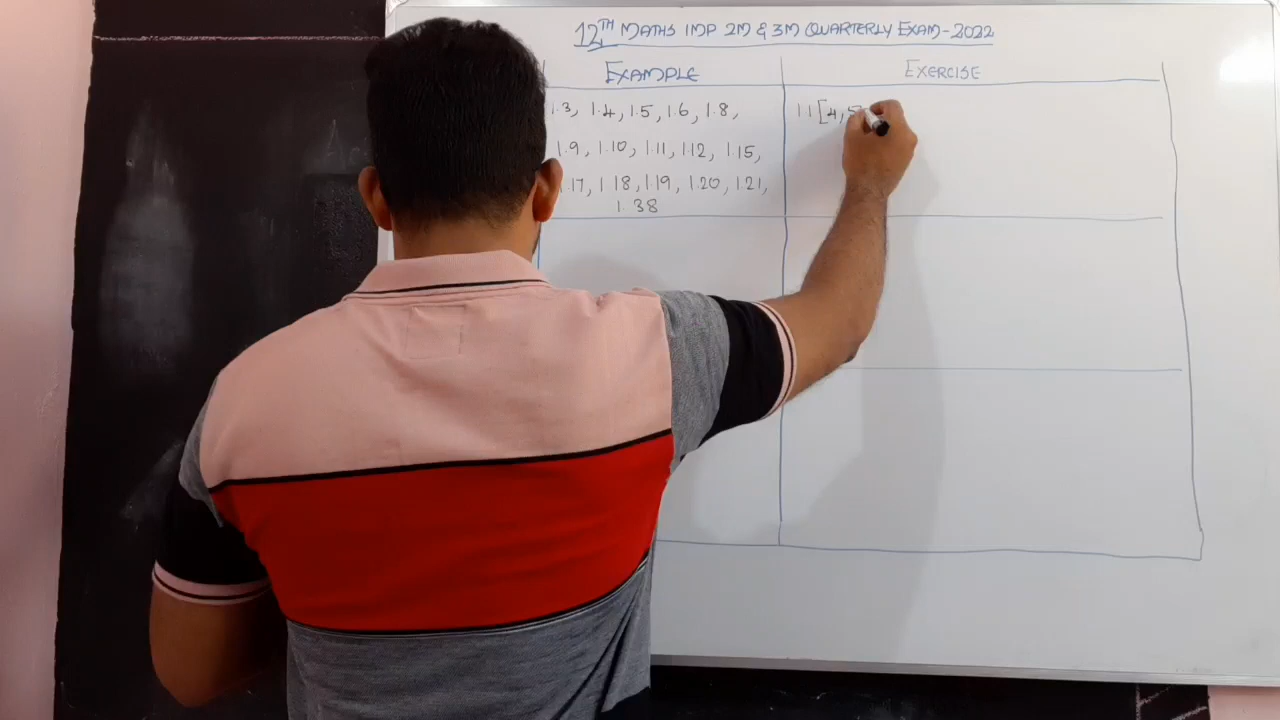 12TH MATHS IMP 2M & 3M QUARTERLY EXAM-2022
EXAMPLE
EXERCISE
1.3, 1.4, 1.5, 1.6, 1.8,
1.9, 1.10, 1.11, 1.12, 1.15,
1.17, 1.18, 1.19, 1.20, 1.21,
1.38
1.1[4,5